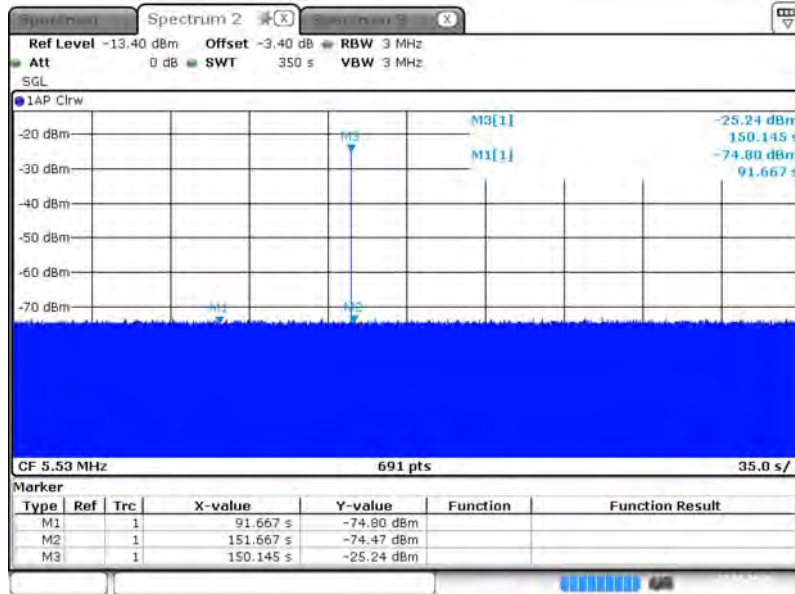 Spectrum Spectrum 2 X Spectrum 3 X
Ref Level -13.40 dBm Offset -3.40 dB RBW 3 MHz
Att 0 dB SWT 350 s VBW 3 MHz
SGL
1AP Clrw
M3[1] -25.24 dBm
150.145 s
M1[1] -74.80 dBm
91.667 s
-20 dBm
M3
-30 dBm
-40 dBm
-50 dBm
-60 dBm
-70 dBm
M1 M2
CF 5.53 MHz 691 pts 35.0 s/
Marker
Type Ref Trc X-value Y-value Function Function Result
M1 1 91.667 s -74.80 dBm
M2 1 151.667 s -74.47 dBm
M3 1 150.145 s -25.24 dBm